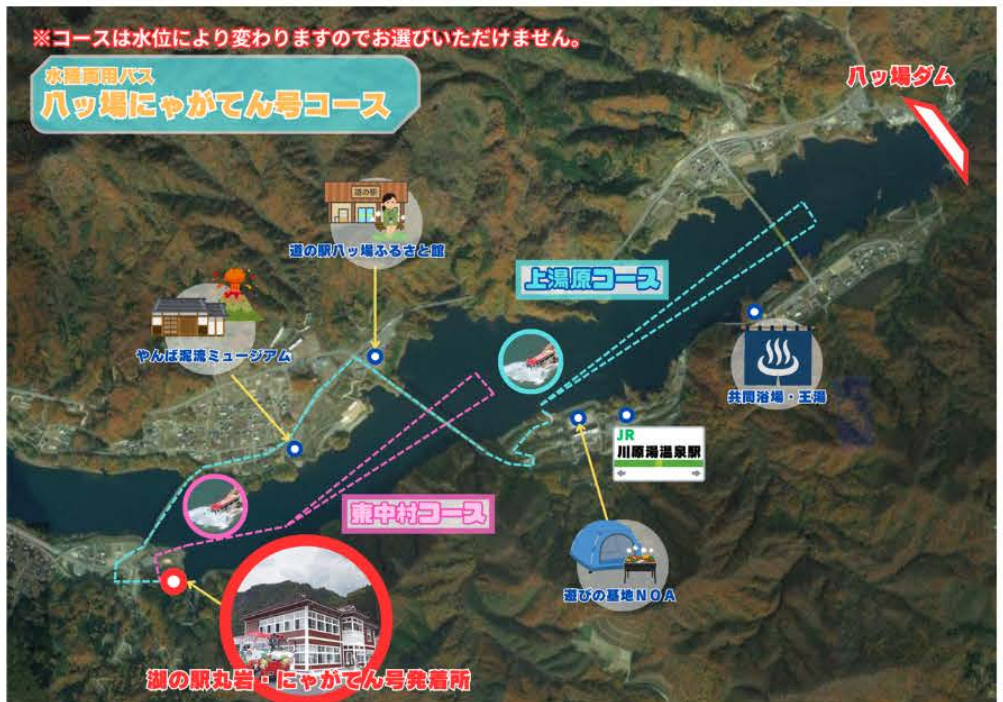 ※コースは水位により変わりますのでお選びいただけません。
水陸両用バス
八ッ場にゃがてん号コース
八ッ場ダム
道の駅
道の駅八ッ場ふるさと館
上湯原コース
やんば泥流ミュージアム
共同浴場・王湯
JR
川原湯温泉駅
東中村コース
遊びの基地NOA
湖の駅丸岩・にゃがてん号発着所